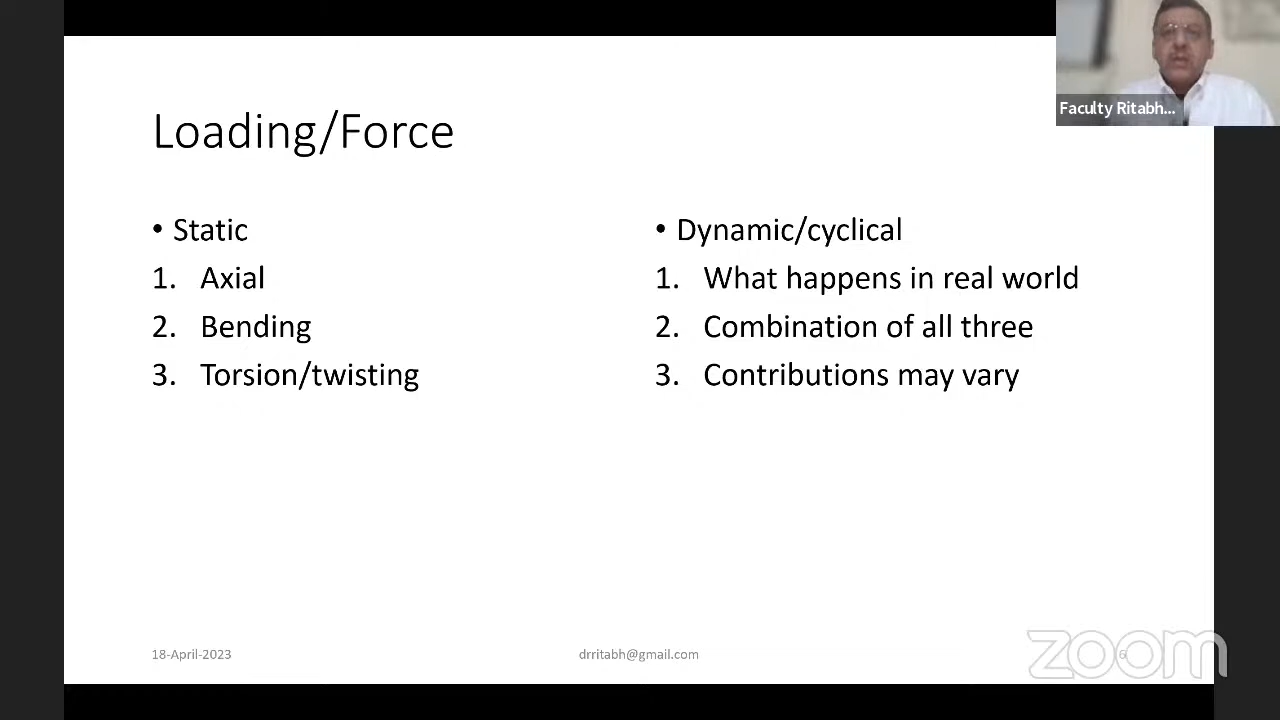 Faculty Ritabh...
Loading/Force
• Static
1. Axial
2. Bending
3. Torsion/twisting
• Dynamic/cyclical
1. What happens in real world
2. Combination of all three
3. Contributions may vary
18-April-2023
drritabh@gmail.com
6
zoom